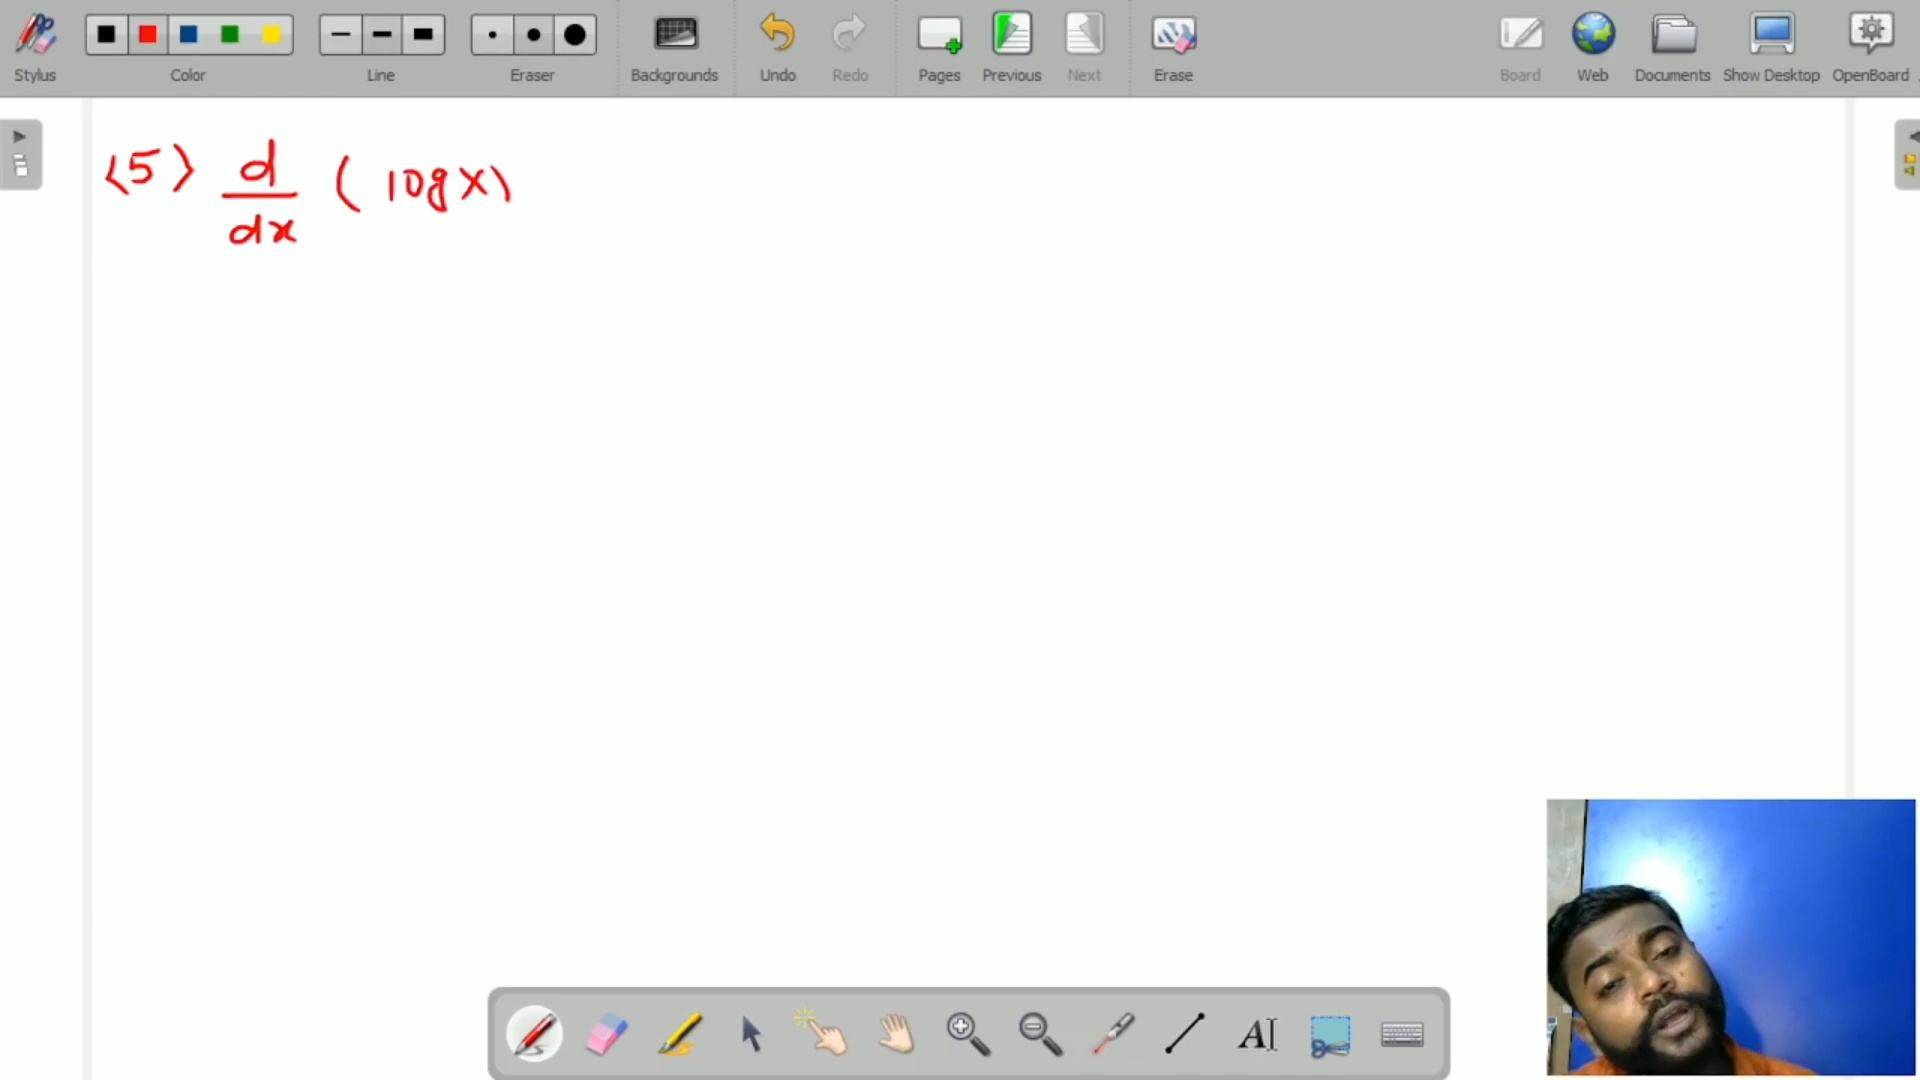 Stylus Color Line Eraser Backgrounds Undo Redo Pages Previous Next Erase Board Web Documents Show Desktop OpenBoard
<5> d/dx (log x)
AI